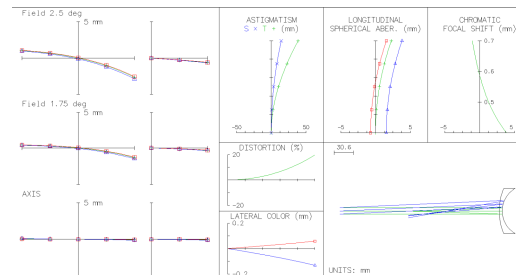 Field 2.5 deg
5 mm
Field 1.75 deg
5 mm
AXIS
5 mm
ASTIGMATISM
S × T + (mm)
-50
50
LONGITUDINAL
SPHERICAL ABER. (mm)
-5
5
CHROMATIC
FOCAL SHIFT (mm)
0.7
0.6
0.5
-5
5
DISTORTION (%)
20
-20
LATERAL COLOR (mm)
0.2
-0.2
30.6
UNITS: mm